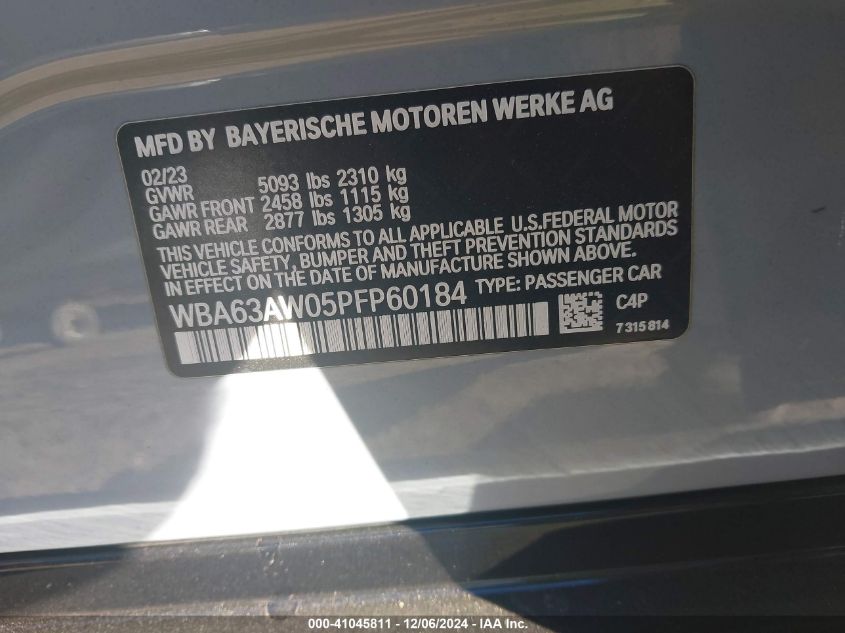 MFD BY BAYERISCHE MOTOREN WERKE AG
02/23
GVWR 5093 lbs 2310 kg
GAWR FRONT 2458 lbs 1115 kg
GAWR REAR 2877 lbs 1305 kg
THIS VEHICLE CONFORMS TO ALL APPLICABLE U.S.FEDERAL MOTOR
VEHICLE SAFETY, BUMPER AND THEFT PREVENTION STANDARDS
IN EFFECT ON THE DATE OF MANUFACTURE SHOWN ABOVE.
WBA63AW05PFP60184 TYPE: PASSENGER CAR
C4P
7 315 814
000-41045811 - 12/06/2024 - IAA Inc.